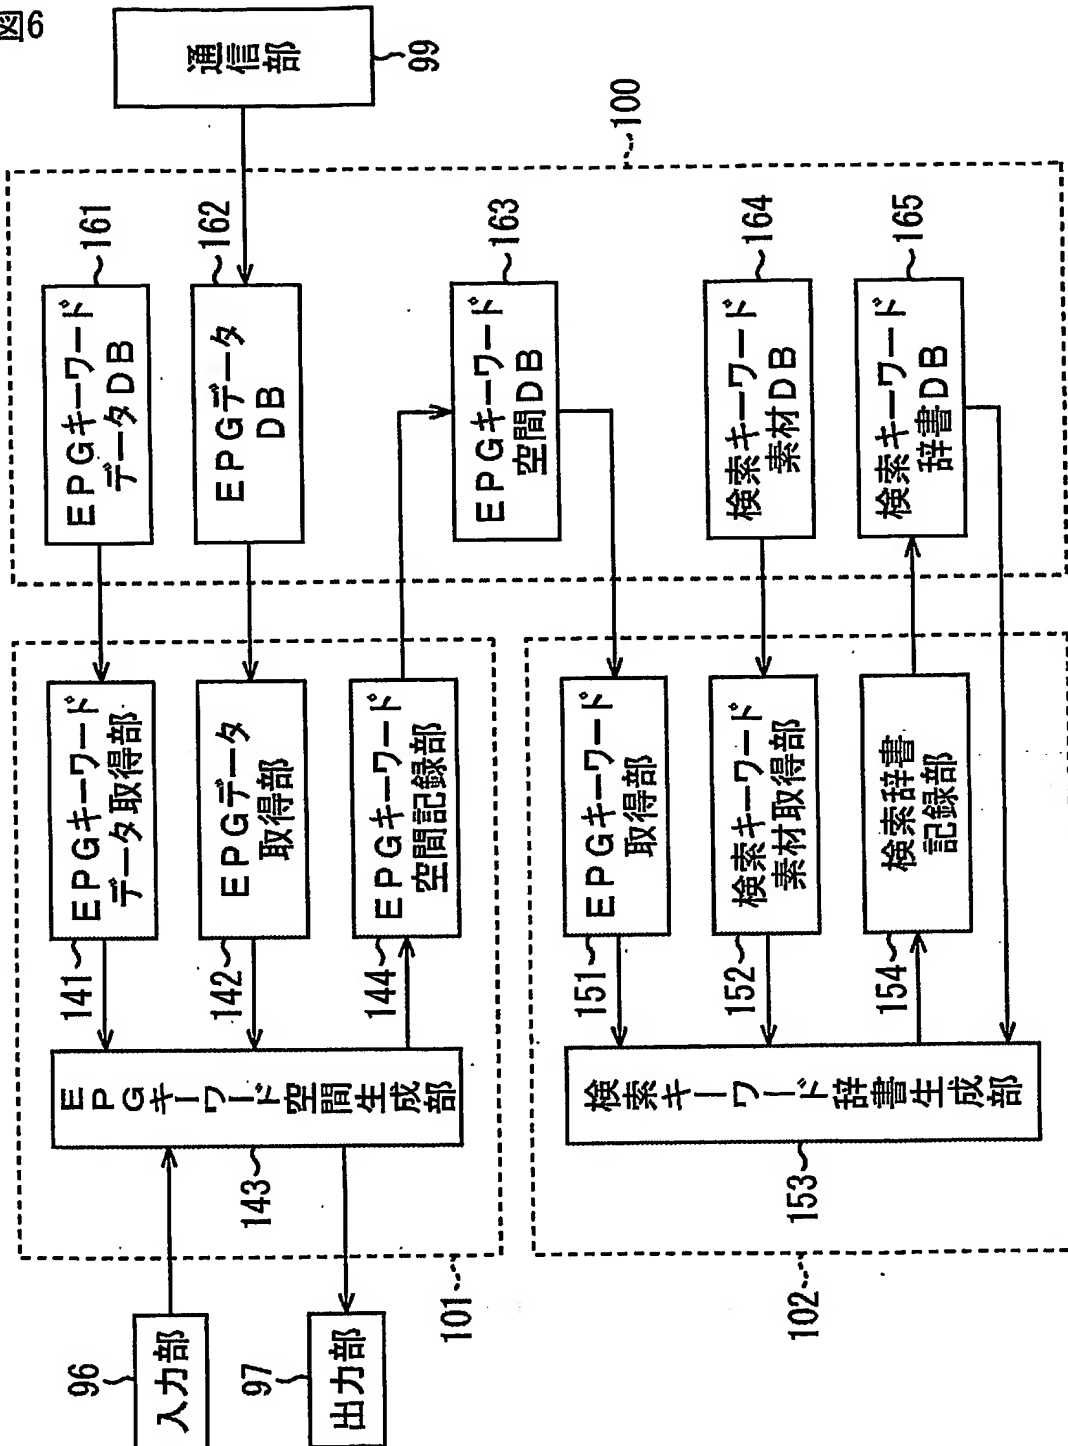 図6
通信部
99
100
EPGキーワード
データDB
161
EPGデータ
DB
162
EPGキーワード
空間DB
163
検索キーワード
素材DB
164
検索キーワード
辞書DB
165
EPGキーワード
データ取得部
141
EPGデータ
取得部
142
EPGキーワード
空間記録部
144
EPGキーワード
取得部
151
検索キーワード
素材取得部
152
検索辞書
記録部
154
EPGキーワード空間生成部
143
検索キーワード辞書生成部
153
101
102
入力部
96
出力部
97